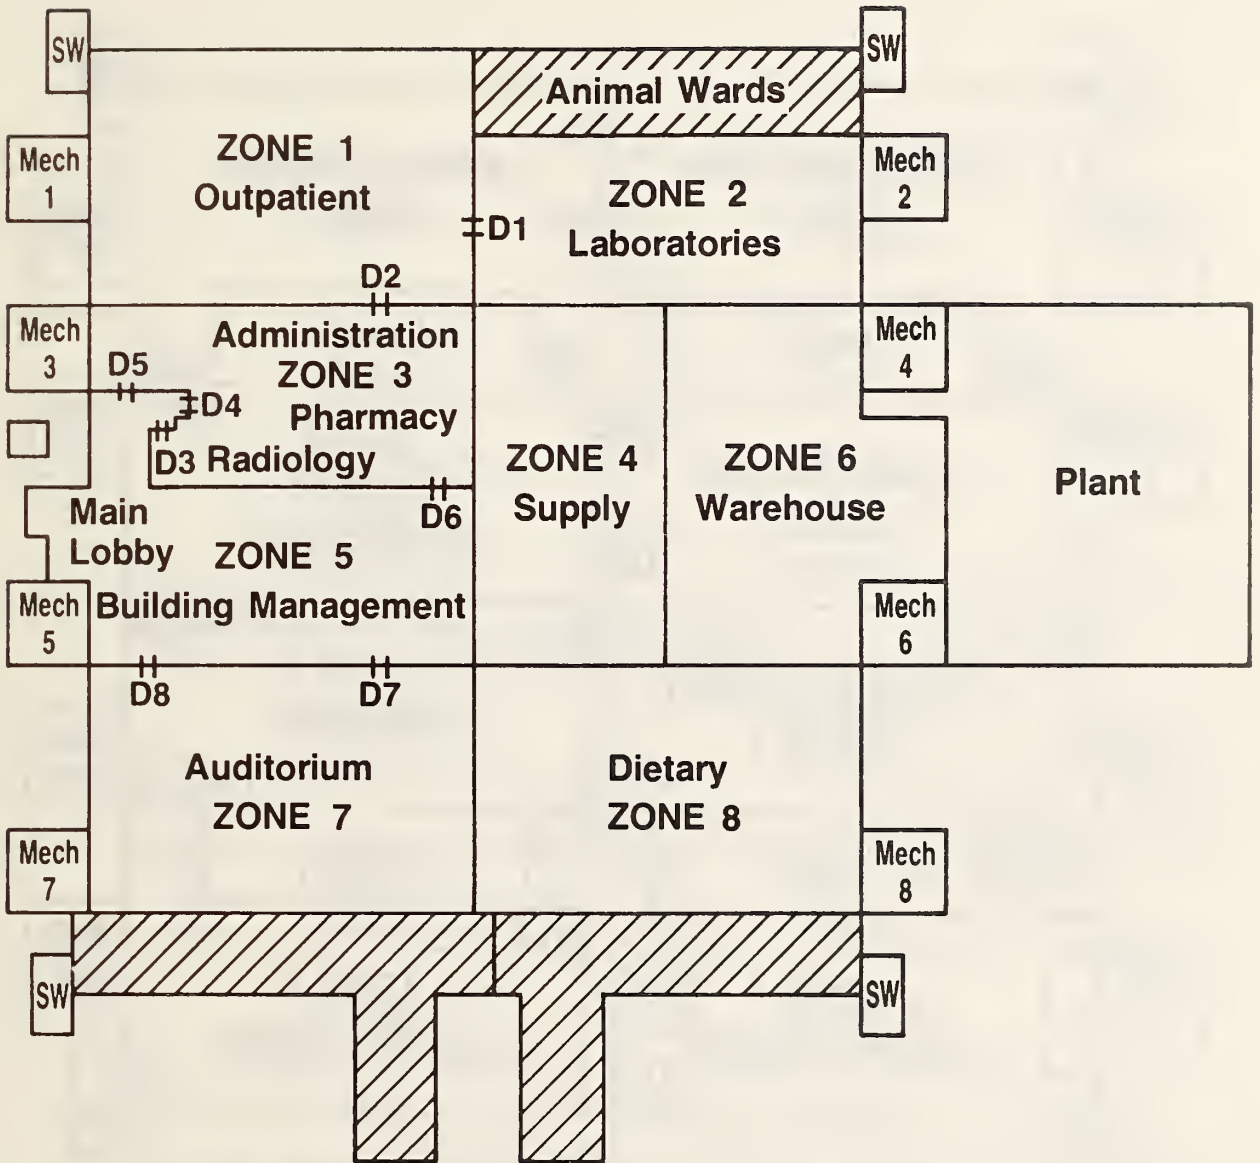 SW
SW
Animal Wards
Mech
1
ZONE 1
Outpatient
ZONE 2
Laboratories
Mech
2
D1
D2
Mech
3
Administration
ZONE 3
Pharmacy
Radiology
D5
D4
D3
D6
Mech
4
ZONE 4
Supply
ZONE 6
Warehouse
Plant
Main
Lobby
ZONE 5
Building Management
Mech
5
Mech
6
D8
D7
Auditorium
ZONE 7
Dietary
ZONE 8
Mech
7
Mech
8
SW
SW